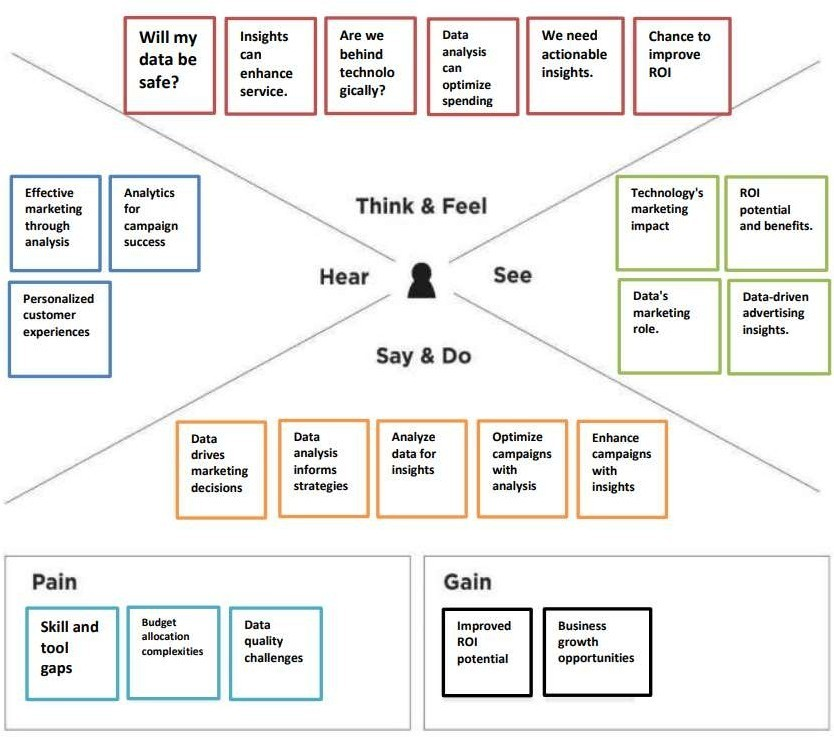 Will my
data be
safe?
Insights
can
enhance
service.
Are we
behind
technolo
gically?
Data
analysis
can
optimize
spending
We need
actionable
insights.
Chance to
improve
ROI
Think & Feel
Effective
marketing
through
analysis
Analytics
for
campaign
success
Personalized
customer
experiences
Hear
See
Technology's
marketing
impact
ROI
potential
and benefits.
Data's
marketing
role.
Data-driven
advertising
insights.
Say & Do
Data
drives
marketing
decisions
Data
analysis
informs
strategies
Analyze
data for
insights
Optimize
campaigns
with
analysis
Enhance
campaigns
with
insights
Pain
Skill and
tool
gaps
Budget
allocation
complexities
Data
quality
challenges
Gain
Improved
ROI
potential
Business
growth
opportunities